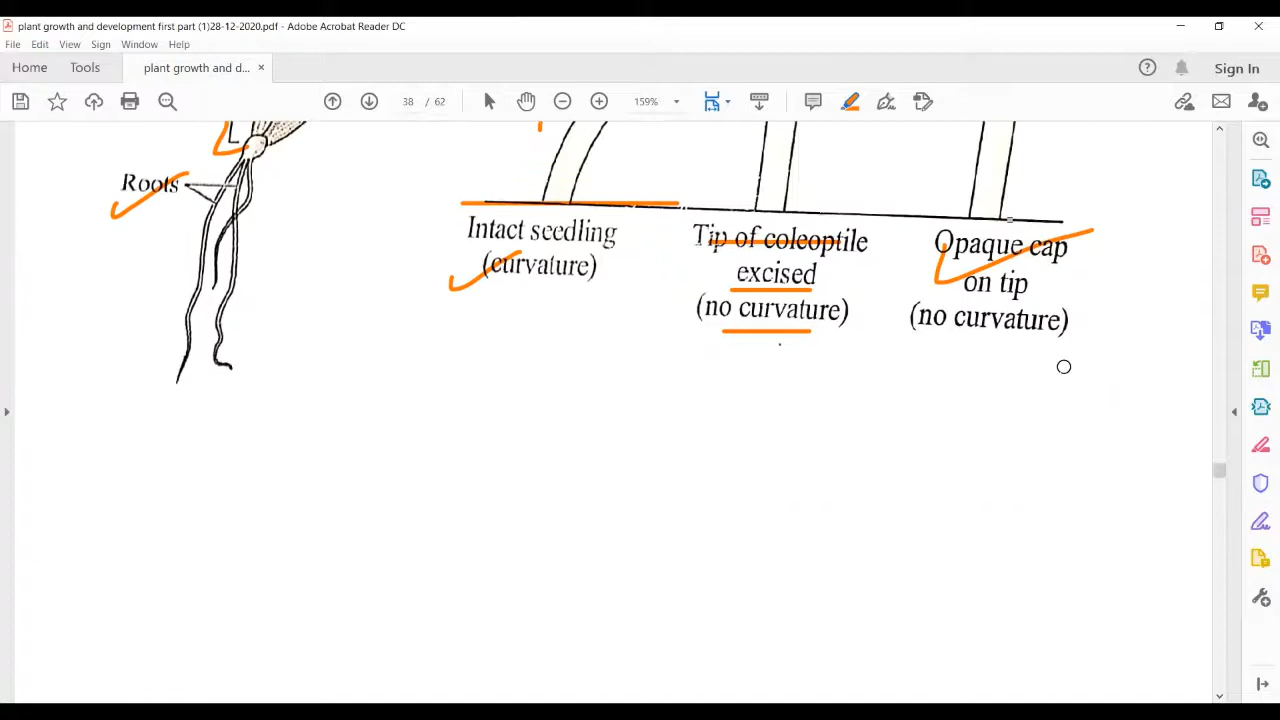 plant growth and development first part (1)28-12-2020.pdf - Adobe Acrobat Reader DC
File Edit View Sign Window Help
Home Tools plant growth and d... × Sign In
38 / 62 159%
Roots
Intact seedling
(curvature)
Tip of coleoptile
excised
(no curvature)
Opaque cap
on tip
(no curvature)